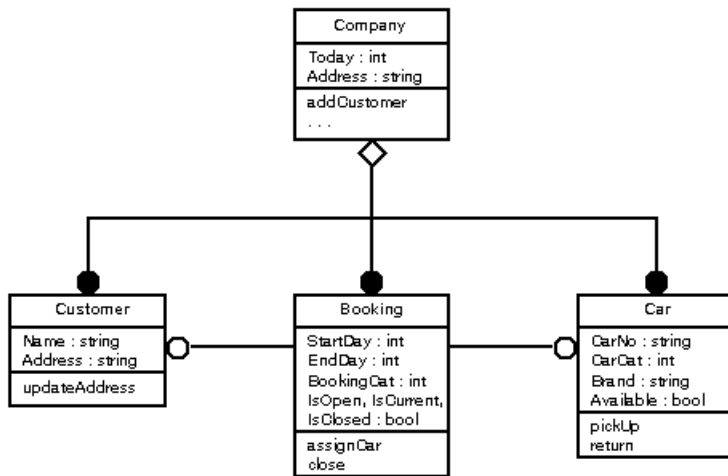 Company
Today : int
Address : string
addCustomer
. . .
Customer
Name : string
Address : string
updateAddress
Booking
StartDay : int
EndDay : int
BookingCat : int
IsOpen, IsCurrent,
IsClosed : bool
assignCar
close
Car
CarNo : string
CarCat : int
Brand : string
Available : bool
pickUp
return